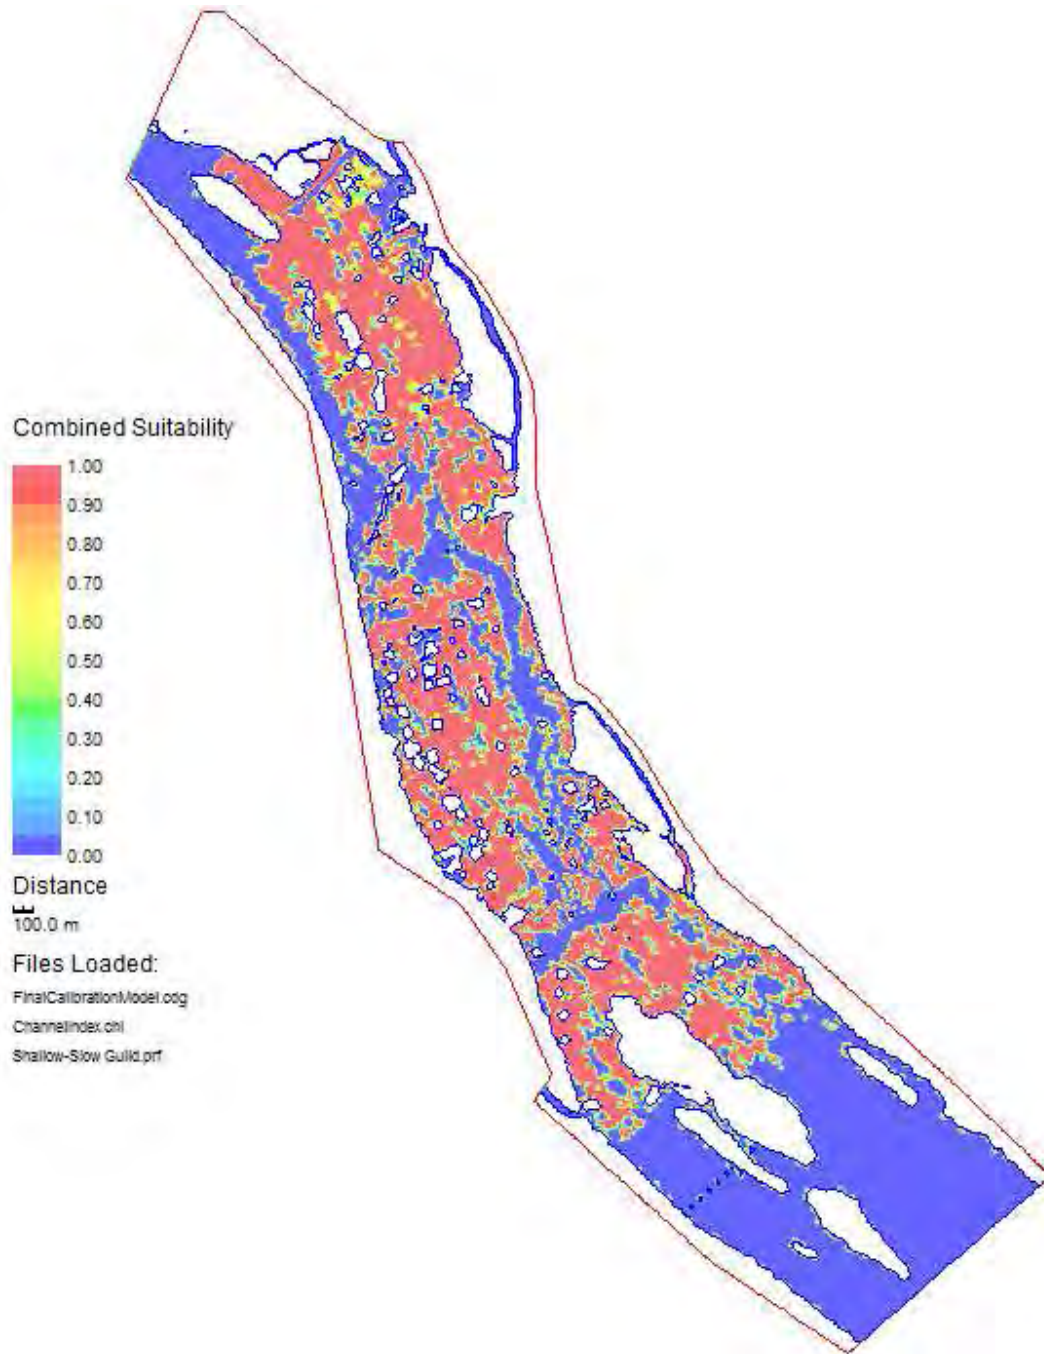 Combined Suitability
1.00
0.90
0.80
0.70
0.60
0.50
0.40
0.30
0.20
0.10
0.00
Distance
100.0 m
Files Loaded:
FinalCalibrationModel.cdg
ChannelIndex.chi
Shallow-Slow Guild.prf